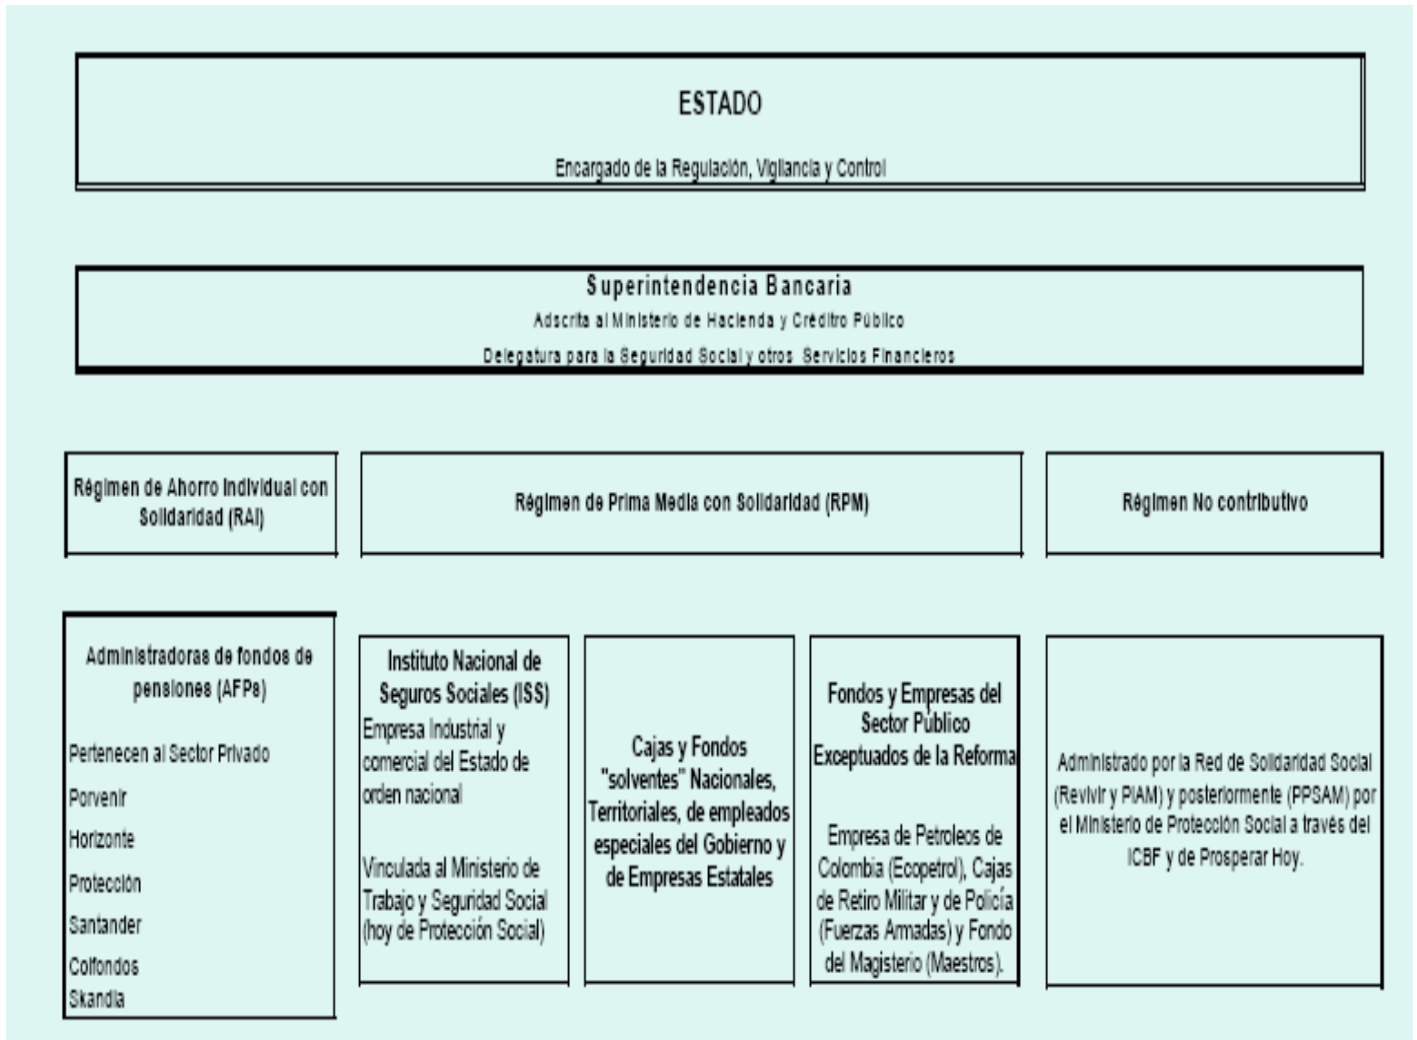 ESTADO
Encargado de la Regulación, Vigilancia y Control
Superintendencia Bancaria
Adscrita al Ministerio de Hacienda y Créditro Público
Delegatura para la Seguridad Social y otros Servicios Financieros
Régimen de Ahorro Individual con
Solidaridad (RAI)
Régimen de Prima Media con Solidaridad (RPM)
Régimen No contributivo
Administradoras de fondos de
pensiones (AFPs)
Pertenecen al Sector Privado
Porvenir
Horizonte
Protección
Santander
Colfondos
Skandia
Instituto Nacional de
Seguros Sociales (ISS)
Empresa Industrial y
comercial del Estado de
orden nacional
Vinculada al Ministerio de
Trabajo y Seguridad Social
(hoy de Protección Social)
Cajas y Fondos
"solventes" Nacionales,
Territoriales, de empleados
especiales del Gobierno y
de Empresas Estatales
Fondos y Empresas del
Sector Público
Exceptuados de la Reforma
Empresa de Petroleos de
Colombia (Ecopetrol), Cajas
de Retiro Militar y de Policía
(Fuerzas Armadas) y Fondo
del Magisterio (Maestros).
Administrado por la Red de Solidaridad Social
(Revivir y PIAM) y posteriormente (PPSAM) por
el Ministerio de Protección Social a través del
ICBF y de Prosperar Hoy.